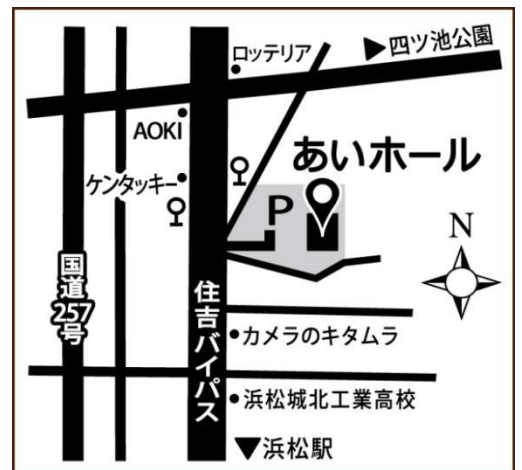 ロッテリア
▶四ツ池公園
AOKI
あいホール
ケンタッキー
P
N
国道257号
住吉バイパス
カメラのキタムラ
浜松城北工業高校
▼浜松駅